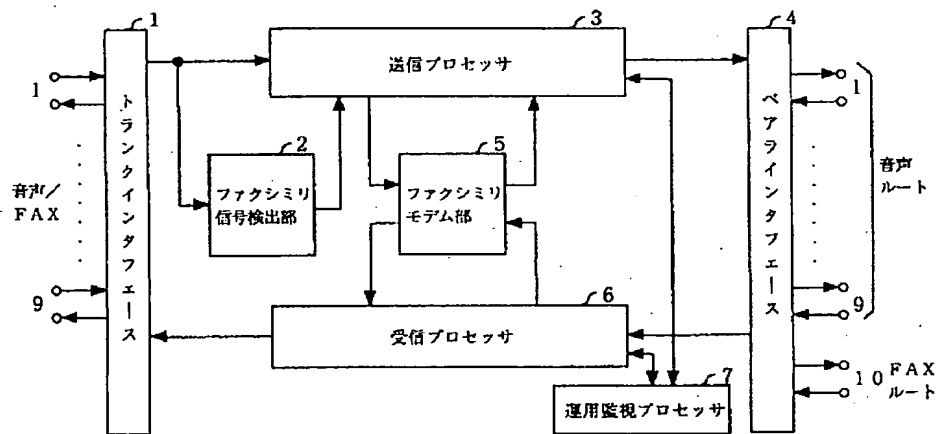 1
3
4
送信プロセッサ
1
トランクインタフェース
2
ファクシミリ
信号検出部
5
ファクシミリ
モデム部
ベアラインタフェース
1
音声
ルート
音声/
FAX
9
6
受信プロセッサ
9
7
運用監視プロセッサ
10
FAX
ルート